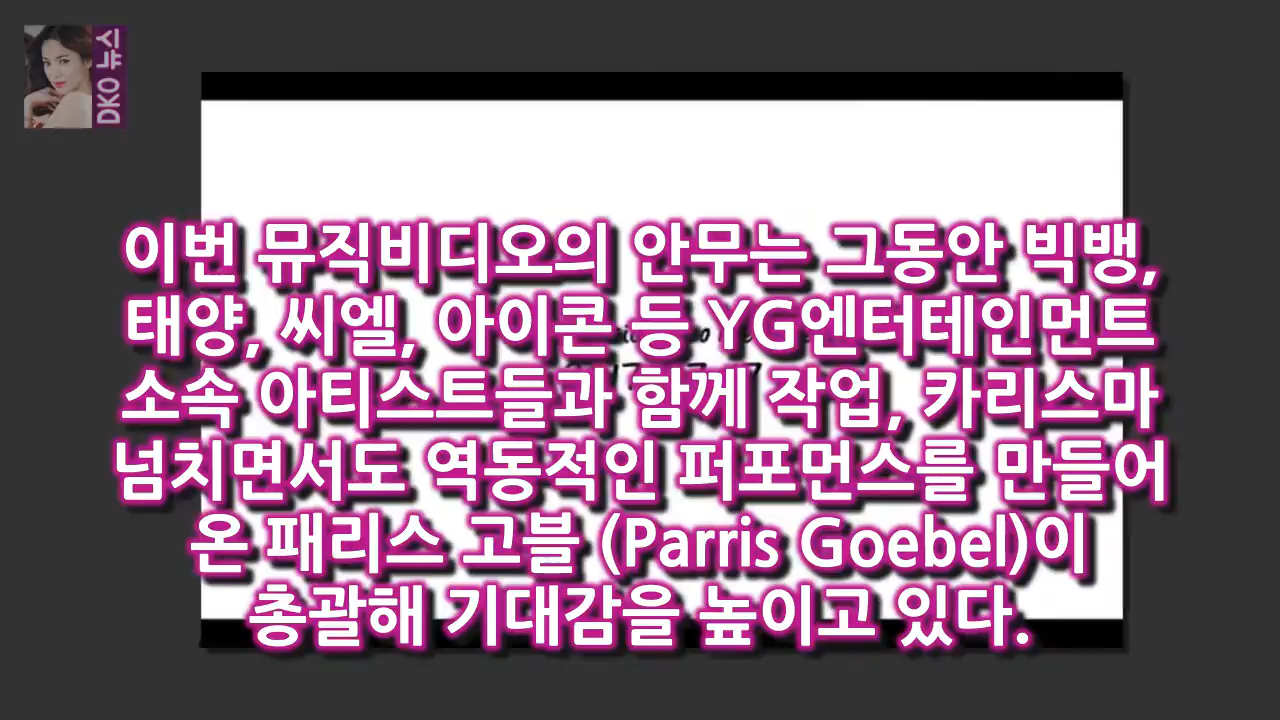 DKO 뉴스
이번 뮤직비디오의 안무는 그동안 빅뱅,
태양, 씨엘, 아이콘 등 YG엔터테인먼트
소속 아티스트들과 함께 작업, 카리스마
넘치면서도 역동적인 퍼포먼스를 만들어
온 패리스 고블 (Parris Goebel)이
총괄해 기대감을 높이고 있다.